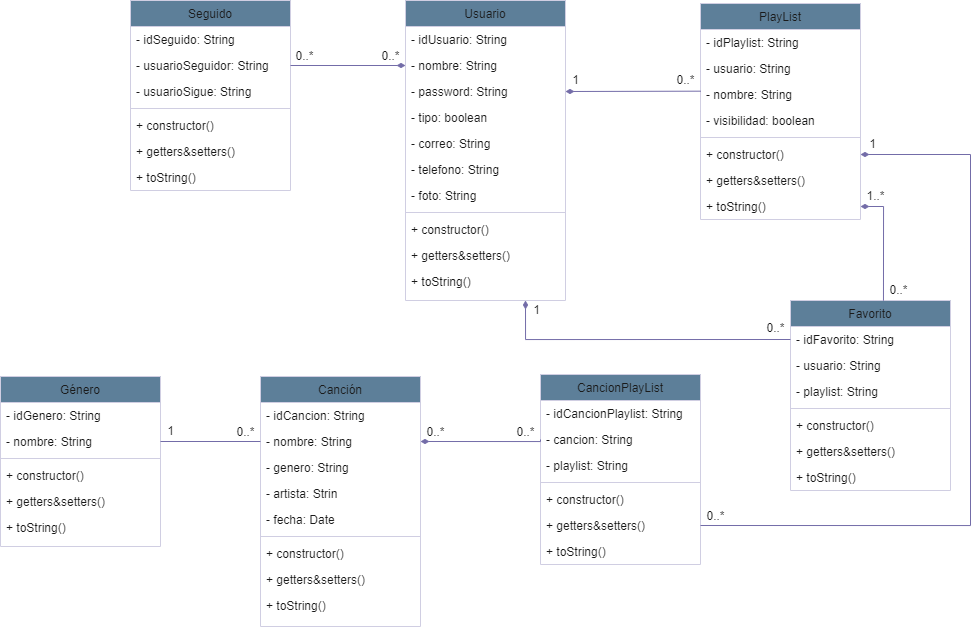 Seguido
- idSeguido: String
- usuarioSeguidor: String
- usuarioSigue: String
+ constructor()
+ getters&setters()
+ toString()
0..*
0..*
Usuario
- idUsuario: String
- nombre: String
- password: String
- tipo: boolean
- correo: String
- telefono: String
- foto: String
+ constructor()
+ getters&setters()
+ toString()
1
0..*
PlayList
- idPlaylist: String
- usuario: String
- nombre: String
- visibilidad: boolean
+ constructor()
+ getters&setters()
+ toString()
1
1..*
0..*
1
0..*
Favorito
- idFavorito: String
- usuario: String
- playlist: String
+ constructor()
+ getters&setters()
+ toString()
Género
- idGenero: String
- nombre: String
+ constructor()
+ getters&setters()
+ toString()
1
0..*
Canción
- idCancion: String
- nombre: String
- genero: String
- artista: Strin
- fecha: Date
+ constructor()
+ getters&setters()
+ toString()
0..*
0..*
CancionPlayList
- idCancionPlaylist: String
- cancion: String
- playlist: String
+ constructor()
+ getters&setters()
+ toString()
0..*